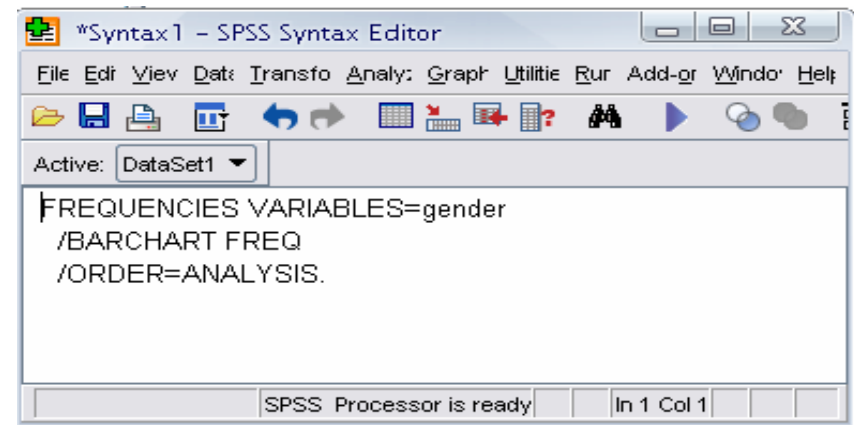 *Syntax1 – SPSS Syntax Editor
File Edi View Data Transfo Analy: Graph Utilitie Run Add-or Windo Help
Active: DataSet1
FREQUENCIES VARIABLES=gender
/BARCHART FREQ
/ORDER=ANALYSIS.
SPSS Processor is ready In 1 Col 1